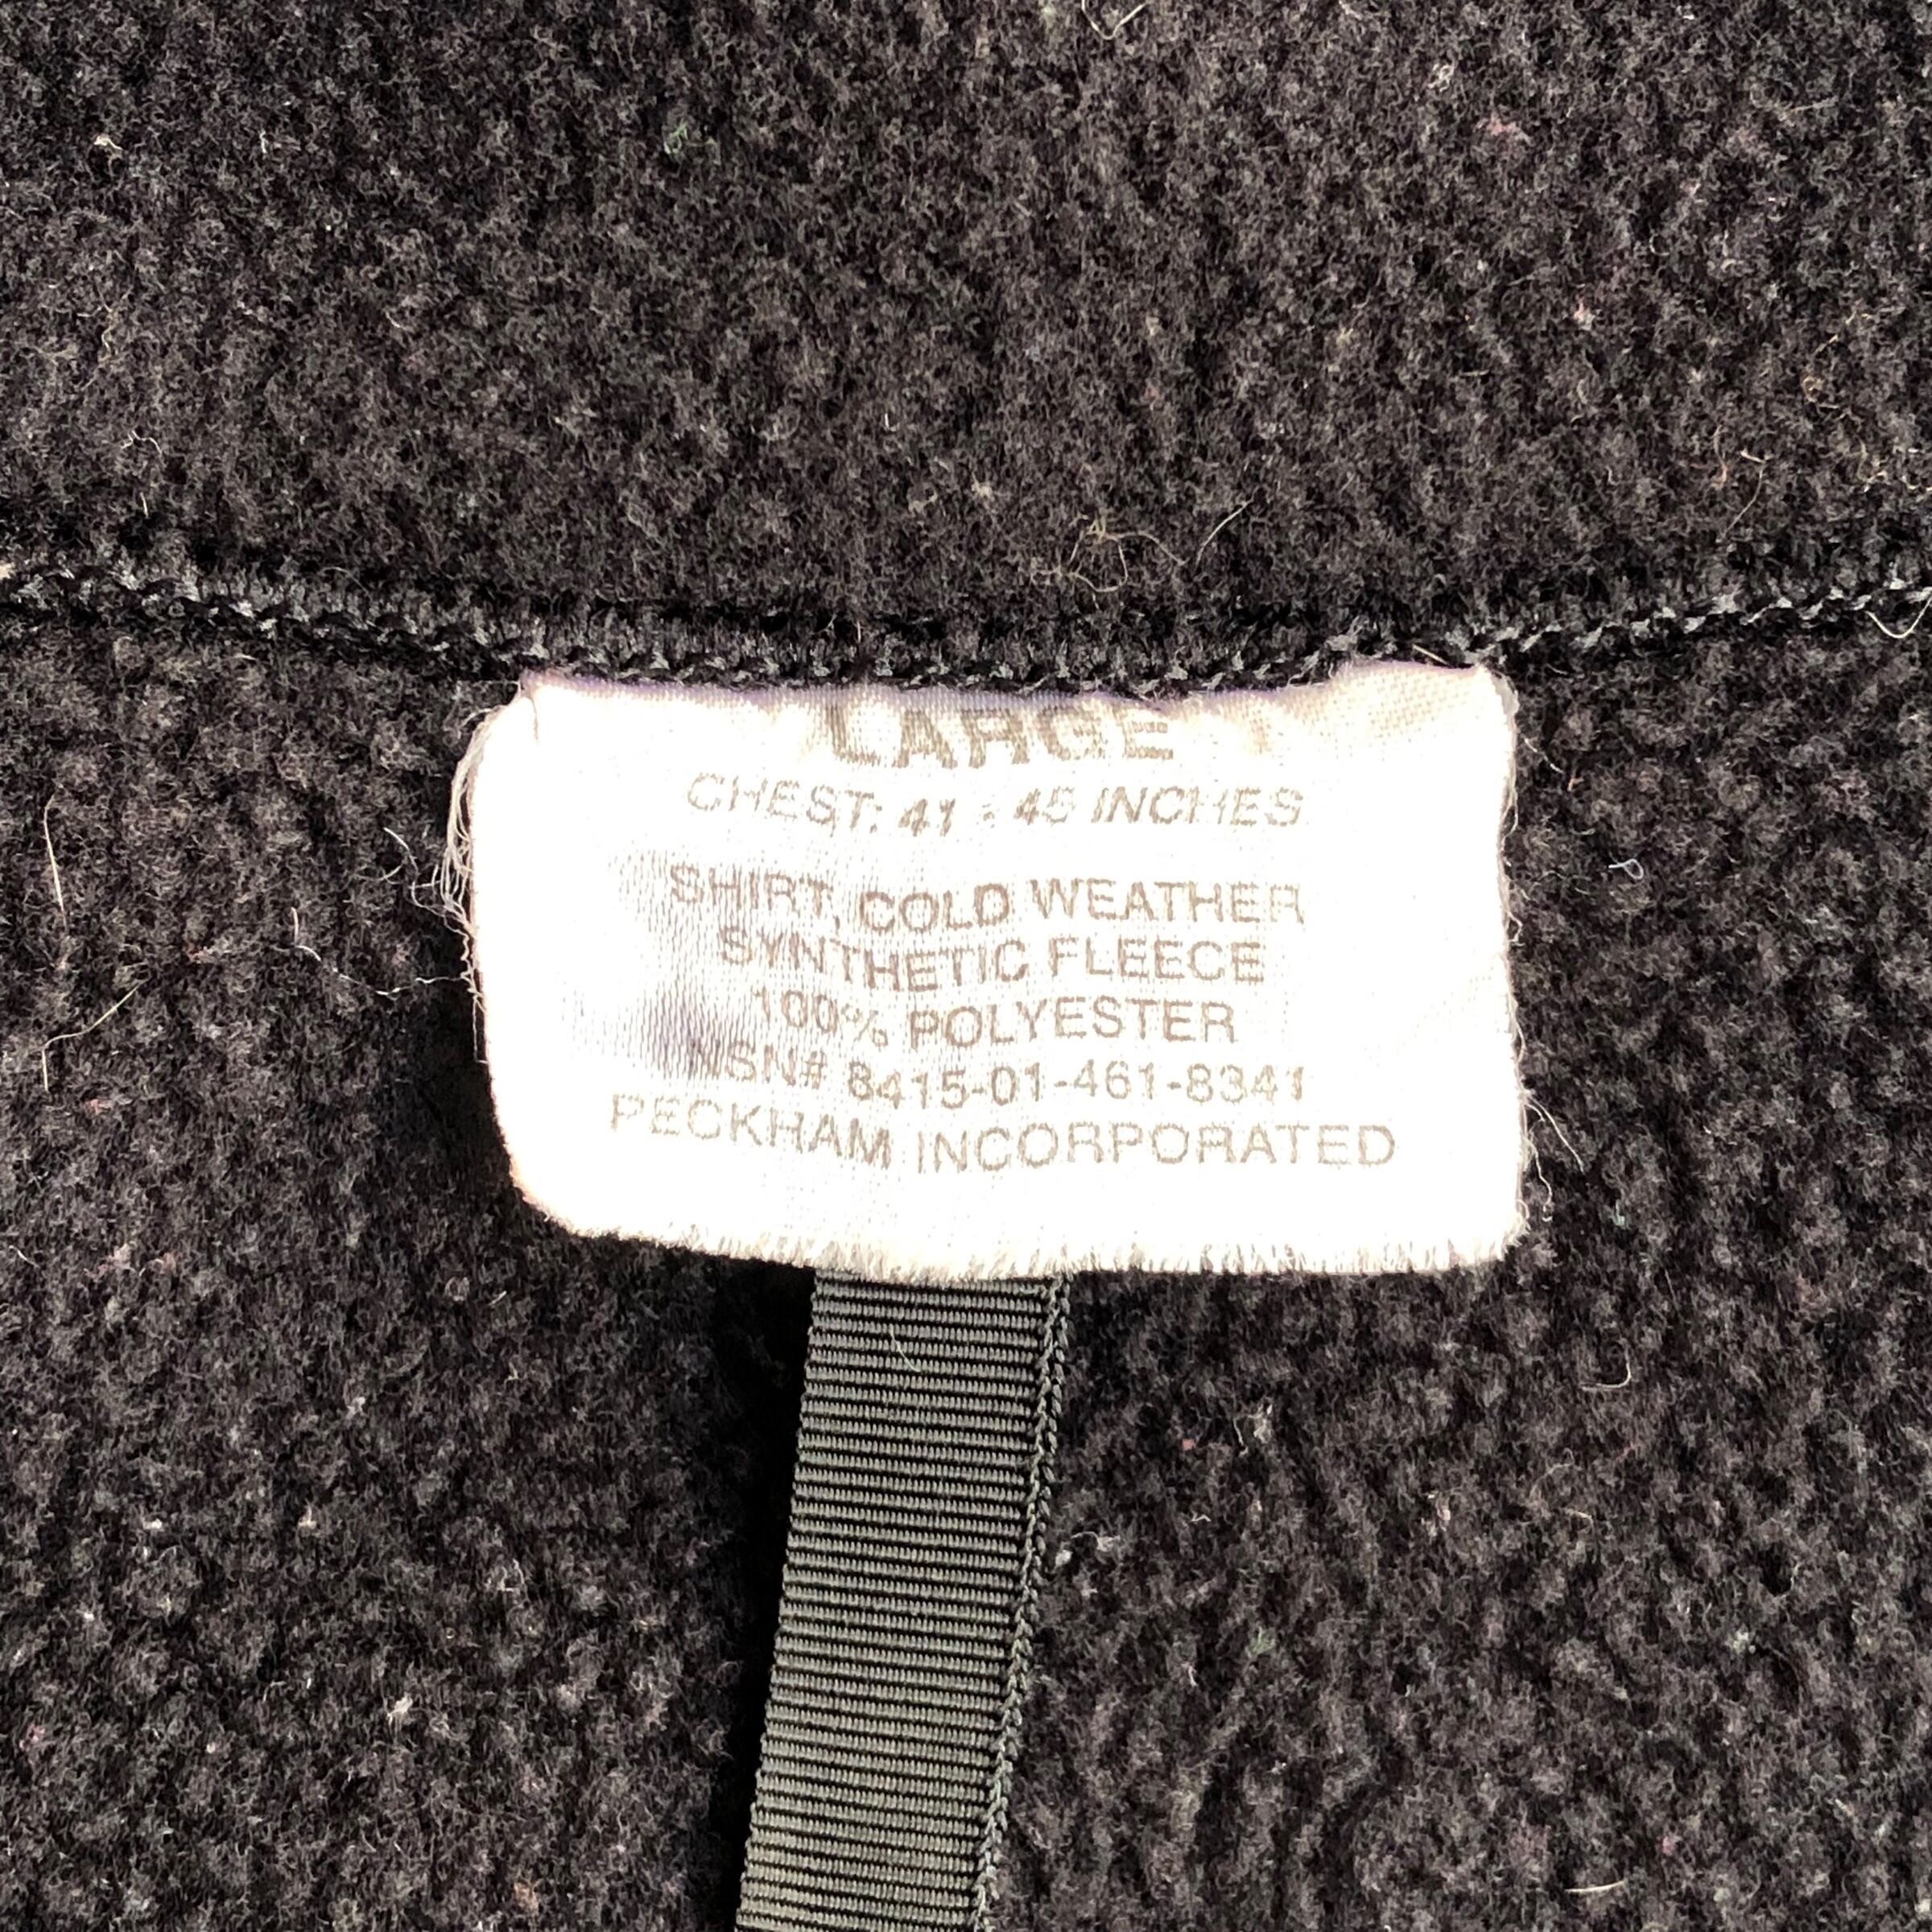 LARGE
CHEST: 41 - 45 INCHES
SHIRT, COLD WEATHER
SYNTHETIC FLEECE
100% POLYESTER
NSN# 8415-01-461-8341
PECKHAM INCORPORATED